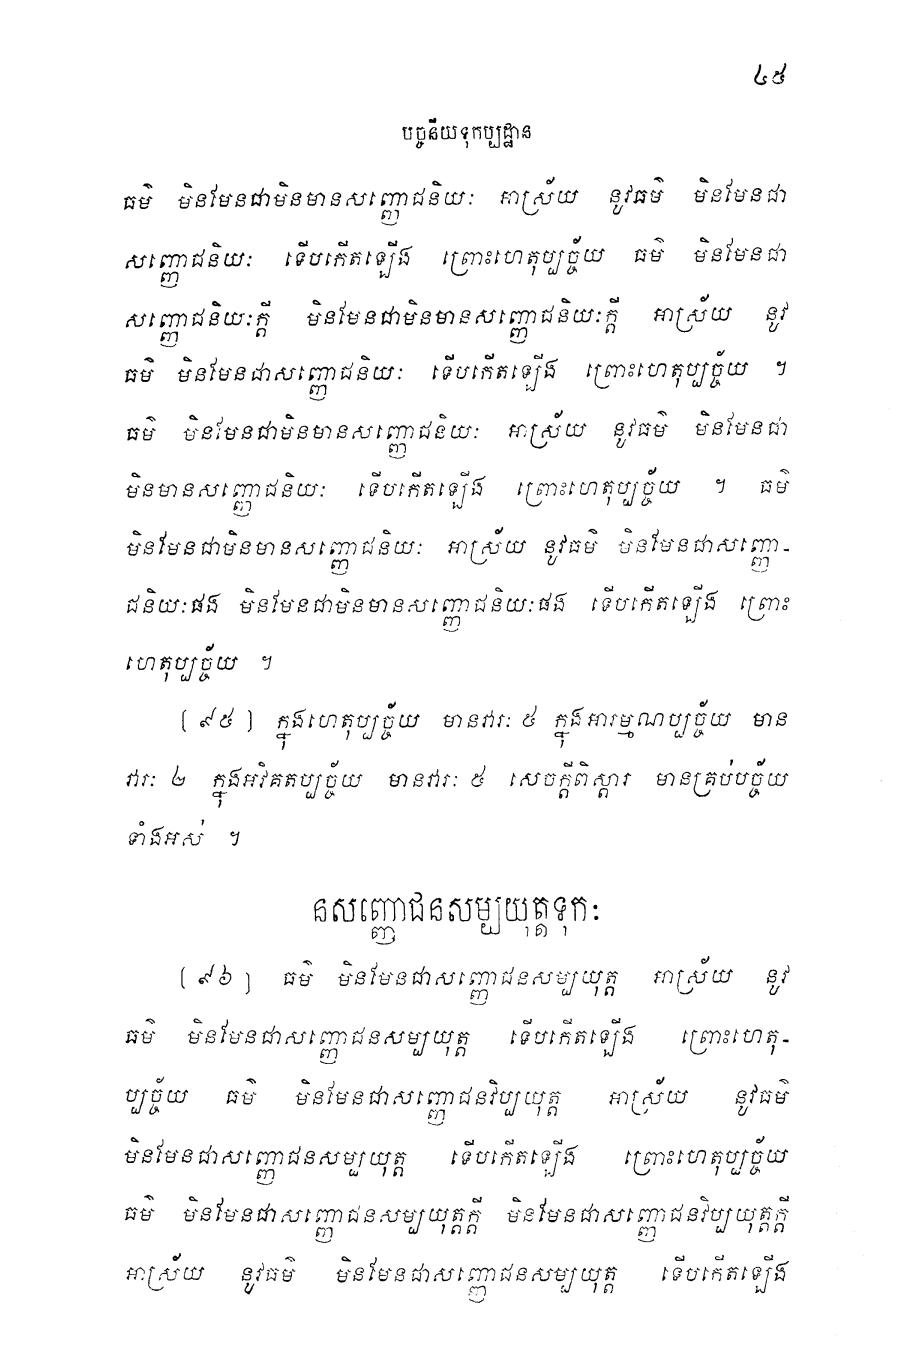 ៤៥
បច្ចនីយទុកប្បដ្ឋាន
ធម៌ មិនមែនជាមិនមានសញ្ញោជនិយៈ អាស្រ័យ នូវធម៌ មិនមែនជា
សញ្ញោជនិយៈ ទើបកើតឡើង ព្រោះហេតុប្បច្ច័យ ធម៌ មិនមែនជា
សញ្ញោជនិយៈក្តី មិនមែនជាមិនមានសញ្ញោជនិយៈក្តី អាស្រ័យ នូវ
ធម៌ មិនមែនជាសញ្ញោជនិយៈ ទើបកើតឡើង ព្រោះហេតុប្បច្ច័យ ។
ធម៌ មិនមែនជាមិនមានសញ្ញោជនិយៈ អាស្រ័យ នូវធម៌ មិនមែនជា
មិនមានសញ្ញោជនិយៈ ទើបកើតឡើង ព្រោះហេតុប្បច្ច័យ ។ ធម៌
មិនមែនជាមិនមានសញ្ញោជនិយៈ អាស្រ័យ នូវធម៌ មិនមែនជាសញ្ញោ-
ជនិយៈផង មិនមែនជាមិនមានសញ្ញោជនិយៈផង ទើបកើតឡើង ព្រោះ
ហេតុប្បច្ច័យ ។
(៩៥) ក្នុងហេតុប្បច្ច័យ មានវារៈ ៥ ក្នុងអារម្មណប្បច្ច័យ មាន
វារៈ ២ ក្នុងអវិគតប្បច្ច័យ មានវារៈ ៥ សេចក្តីពិស្តារ មានគ្រប់បច្ច័យ
ទាំងអស់ ។
នសញ្ញោជនសម្បយុត្តទុកៈ
(៩៦) ធម៌ មិនមែនជាសញ្ញោជនសម្បយុត្ត អាស្រ័យ នូវ
ធម៌ មិនមែនជាសញ្ញោជនសម្បយុត្ត ទើបកើតឡើង ព្រោះហេតុ-
ប្បច្ច័យ ធម៌ មិនមែនជាសញ្ញោជនវិប្បយុត្ត អាស្រ័យ នូវធម៌
មិនមែនជាសញ្ញោជនសម្បយុត្ត ទើបកើតឡើង ព្រោះហេតុប្បច្ច័យ
ធម៌ មិនមែនជាសញ្ញោជនសម្បយុត្តក្តី មិនមែនជាសញ្ញោជនវិប្បយុត្តក្តី
អាស្រ័យ នូវធម៌ មិនមែនជាសញ្ញោជនសម្បយុត្ត ទើបកើតឡើង